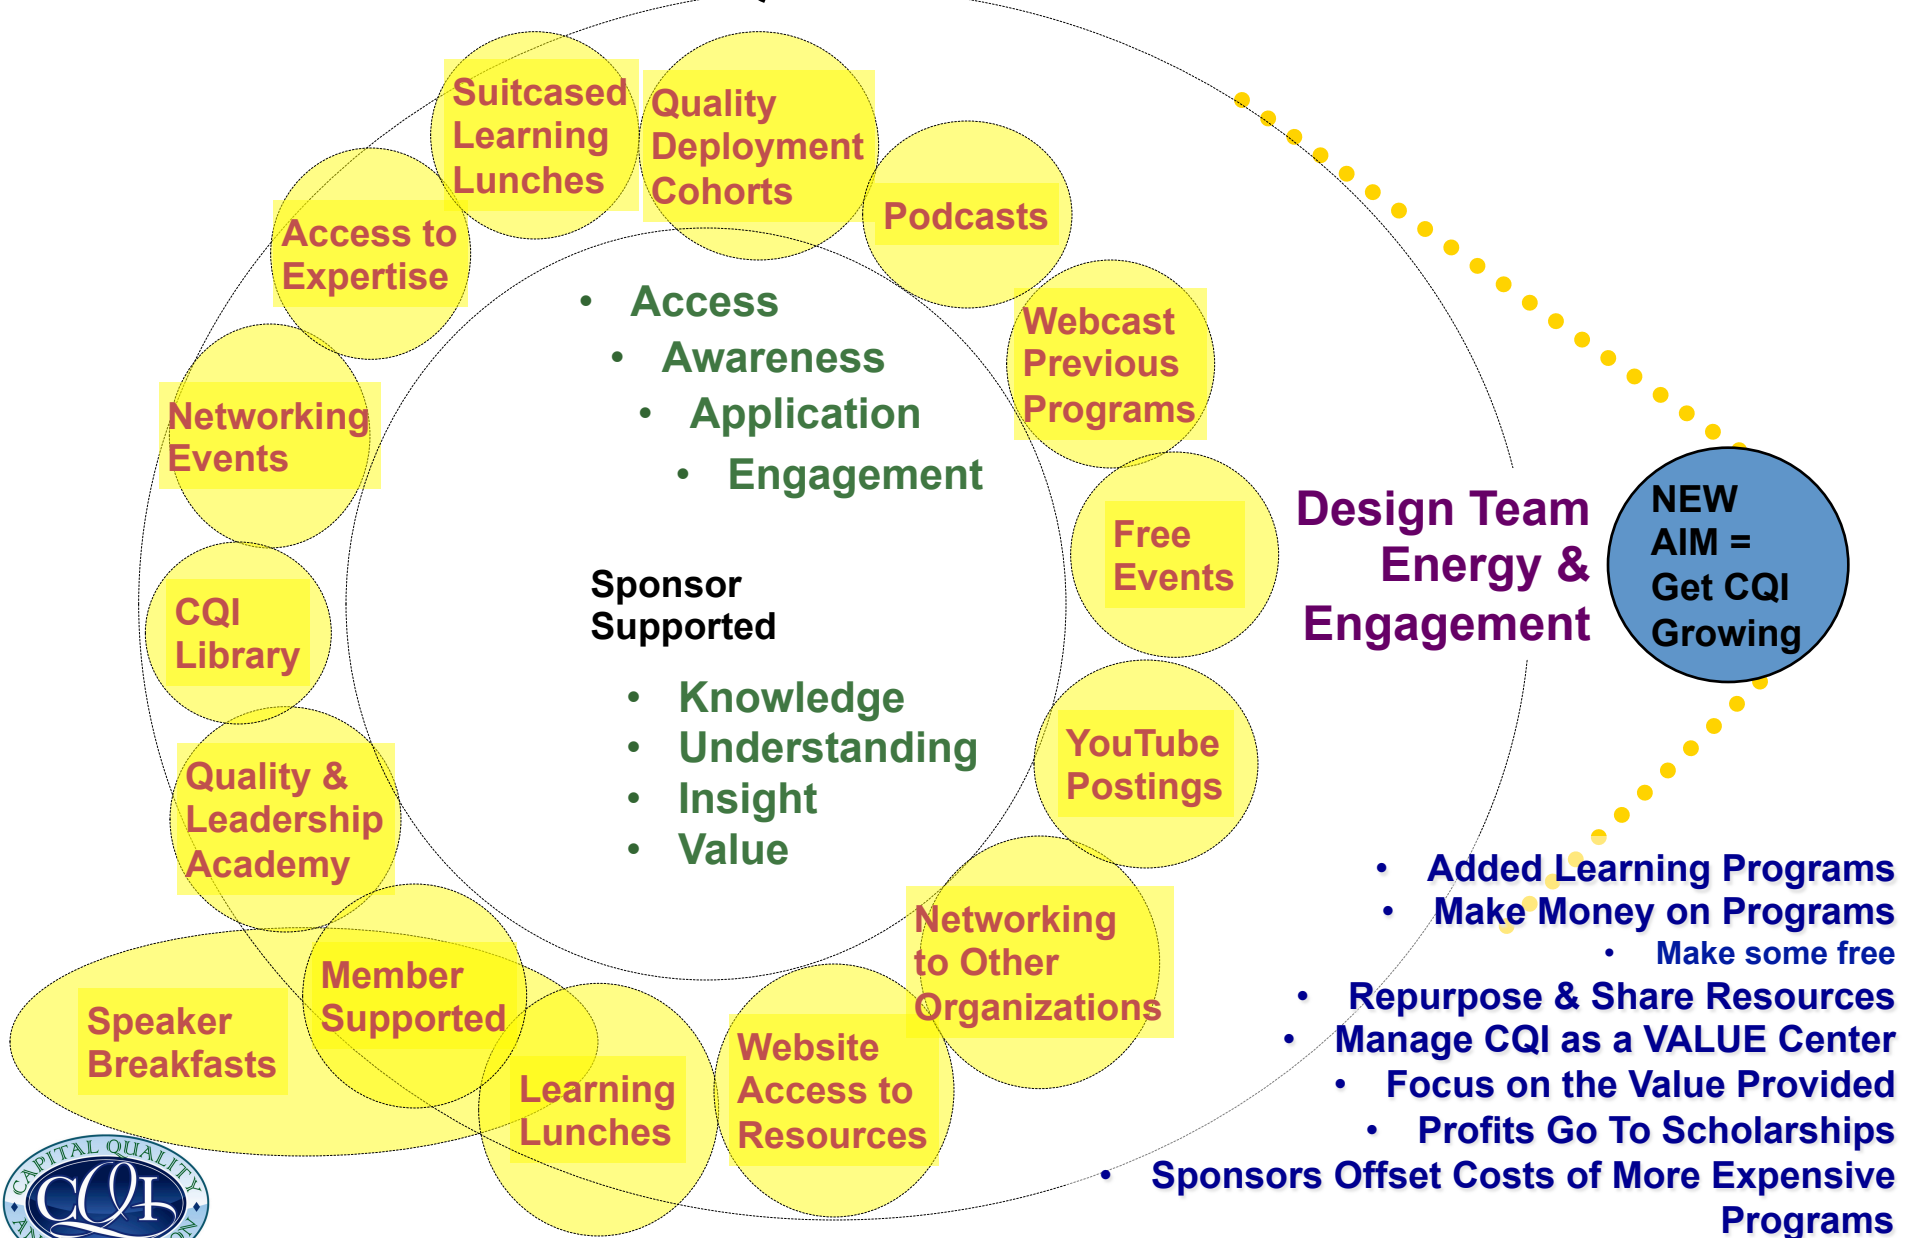 Suitcased
Learning
Lunches
Quality
Deployment
Cohorts
Podcasts
Access to
Expertise
• Access
• Awareness
• Application
• Engagement
Webcast
Previous
Programs
Networking
Events
Design Team
Energy &
Engagement
NEW
AIM =
Get CQI
Growing
Free
Events
Sponsor
Supported
CQI
Library
• Knowledge
• Understanding
• Insight
• Value
YouTube
Postings
Quality &
Leadership
Academy
• Added Learning Programs
• Make Money on Programs
• Make some free
• Repurpose & Share Resources
• Manage CQI as a VALUE Center
• Focus on the Value Provided
• Profits Go To Scholarships
• Sponsors Offset Costs of More Expensive
Programs
Networking
to Other
Organizations
Member
Supported
Speaker
Breakfasts
Learning
Lunches
Website
Access to
Resources
CAPITAL QUALITY
CQI